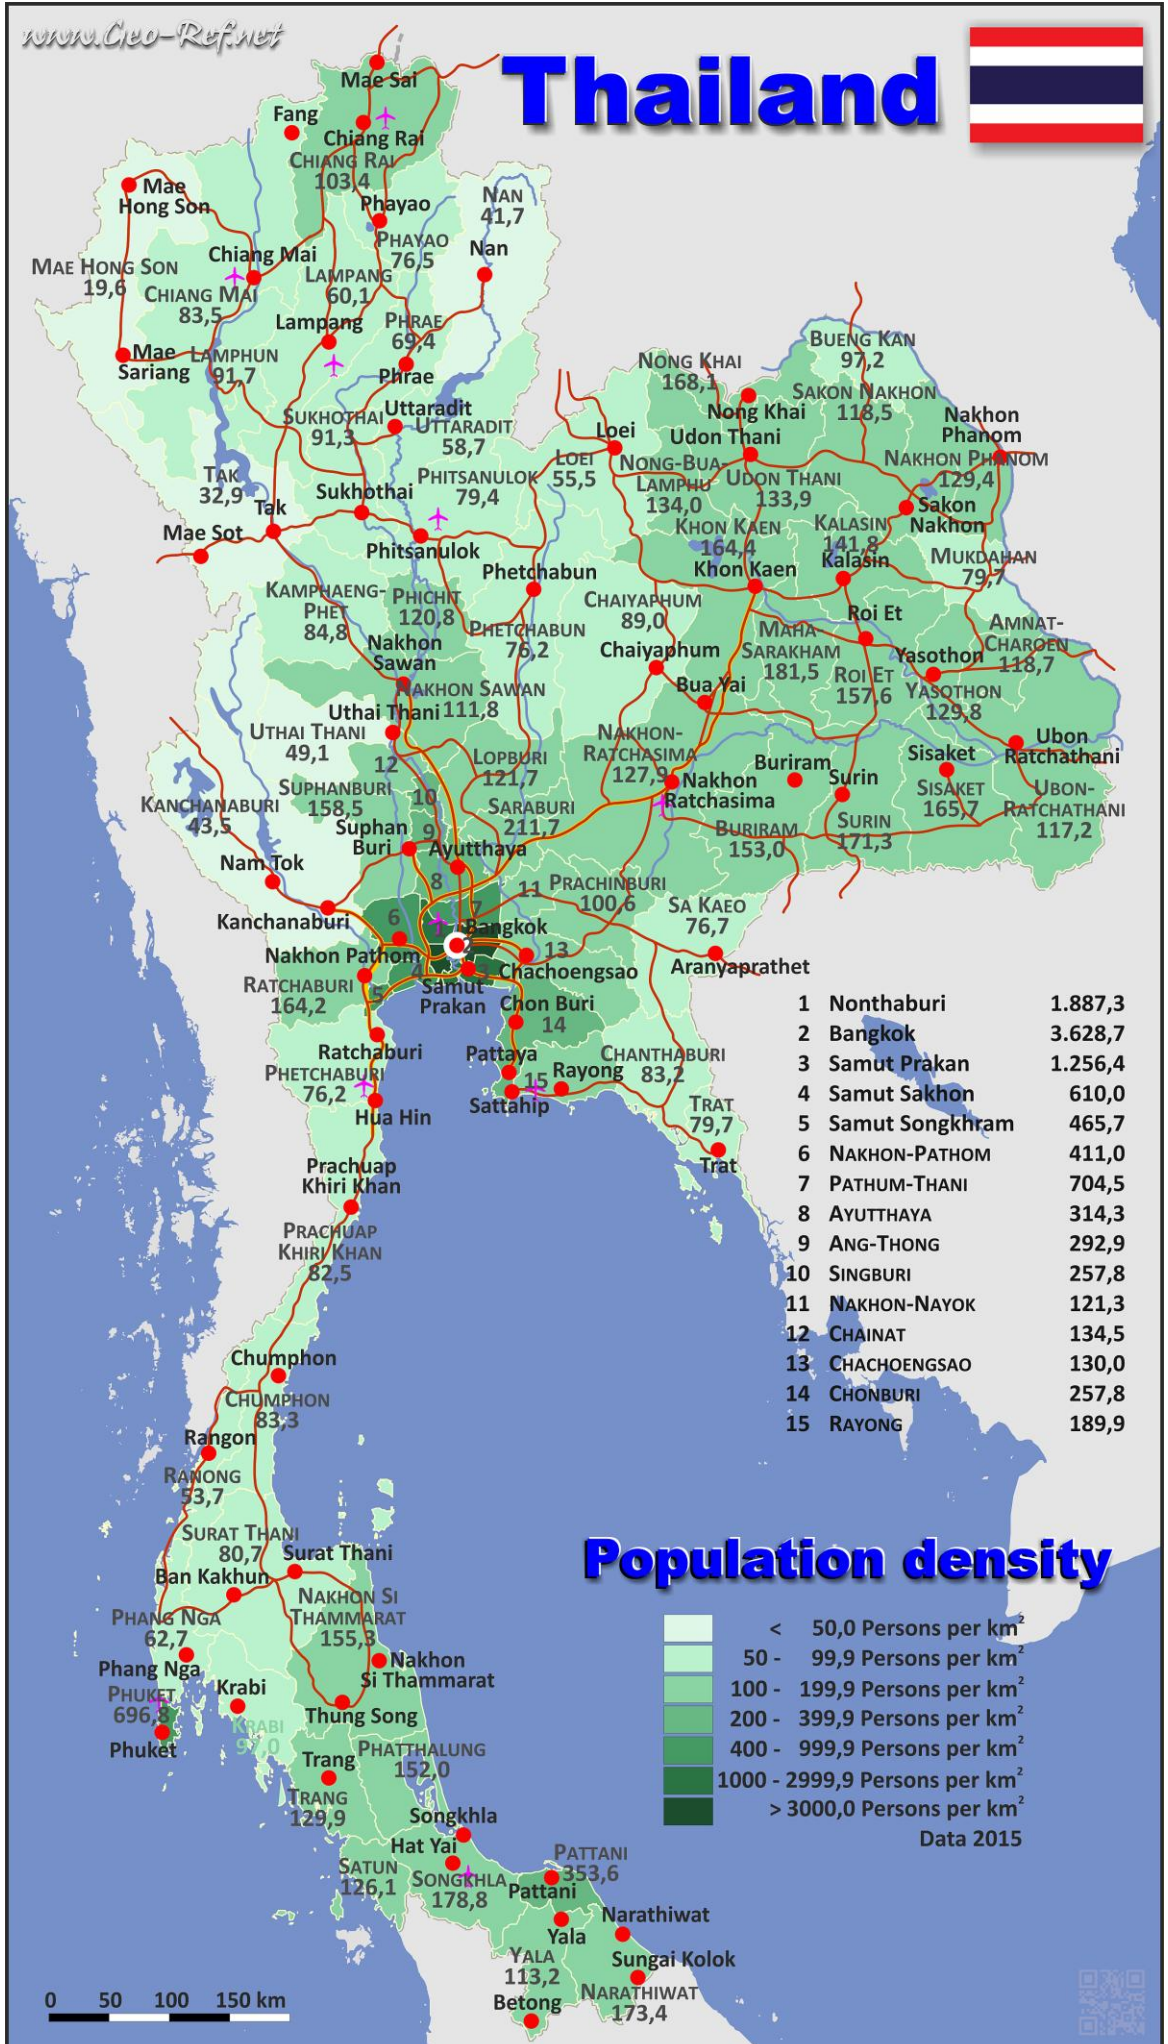 www.Geo-Ref.net
Thailand
Mae Sai
Fang
Chiang Rai
CHIANG RAI
103,4
Mae
Hong Son
NAN
41,7
Phayao
PHAYAO
76,5
Nan
Chiang Mai
MAE HONG SON
19,6
CHIANG MAI
83,5
LAMPANG
60,1
Lampang
PHRAE
69,4
Phrae
Mae
Sariang
LAMPHUN
91,7
BUENG KAN
97,2
NONG KHAI
168,1
Nong Khai
SAKON NAKHON
118,5
Nakhon
Phanom
NAKHON PHANOM
129,4
SUKHOTHAI
91,3
Uttaradit
UTTARADIT
58,7
Loei
LOEI
55,5
Udon Thani
NONG-BUA-
LAMPHU
134,0
UDON THANI
133,9
TAK
32,9
Tak
Sukhothai
PHITSANULOK
79,4
Phitsanulok
Sakon
Nakhon
Mae Sot
KHON KAEN
164,4
Khon Kaen
KALASIN
141,8
Kalasin
MUKDAHAN
79,7
Phetchabun
KAMPHAENG-
PHET
84,8
PHICHIT
120,8
PHETCHABUN
76,2
CHAIYAPHUM
89,0
Chaiyaphum
Roi Et
MAHA-
SARAKHAM
181,5
ROI ET
157,6
AMNAT-
CHAROEN
118,7
Yasothon
YASOTHON
129,8
Nakhon
Sawan
NAKHON SAWAN
111,8
Bua Yai
Uthai Thani
UTHAI THANI
49,1
12
LOPBURI
121,7
NAKHON-
RATCHASIMA
127,9
Nakhon
Ratchasima
Buriram
BURIRAM
153,0
Surin
SURIN
171,3
Sisaket
SISAKET
165,7
Ubon
Ratchathani
UBON-
RATCHATHANI
117,2
KANCHANABURI
43,5
SUPHANBURI
158,5
10
SARABURI
211,7
Suphan
Buri
9
Ayutthaya
8
Nam Tok
Kanchanaburi
11
PRACHINBURI
100,6
SA KAEO
76,7
Aranyaprathet
6
7
Bangkok
2
13
Nakhon Pathom
4
3
Chachoengsao
RATCHABURI
164,2
5
Samut
Prakan
Chon Buri
14
Ratchaburi
PHETCHABURI
76,2
Hua Hin
Pattaya
15
Rayong
Sattahip
CHANTHABURI
83,2
TRAT
79,7
Trat
1 Nonthaburi 1.887,3
2 Bangkok 3.628,7
3 Samut Prakan 1.256,4
4 Samut Sakhon 610,0
5 Samut Songkhram 465,7
6 NAKHON-PATHOM 411,0
7 PATHUM-THANI 704,5
8 AYUTTHAYA 314,3
9 ANG-THONG 292,9
10 SINGBURI 257,8
11 NAKHON-NAYOK 121,3
12 CHAINAT 134,5
13 CHACHOENGSAO 130,0
14 CHONBURI 257,8
15 RAYONG 189,9
Prachuap
Khiri Khan
PRACHUAP
KHIRI KHAN
82,5
Chumphon
CHUMPHON
83,3
Rangon
RANONG
53,7
SURAT THANI
80,7
Surat Thani
Ban Kakhun
NAKHON SI
THAMMARAT
155,3
PHANG NGA
62,7
Phang Nga
Nakhon
Si Thammarat
PHUKET
696,8
Phuket
Krabi
KRABI
97,0
Thung Song
Trang
TRANG
129,9
PHATTHALUNG
152,0
Songkhla
Hat Yai
SATUN
126,1
SONGKHLA
178,8
PATTANI
353,6
Pattani
Yala
YALA
113,2
Narathiwat
Sungai Kolok
NARATHIWAT
173,4
Betong
Population density
< 50,0 Persons per km²
50 - 99,9 Persons per km²
100 - 199,9 Persons per km²
200 - 399,9 Persons per km²
400 - 999,9 Persons per km²
1000 - 2999,9 Persons per km²
> 3000,0 Persons per km²
Data 2015
0 50 100 150 km